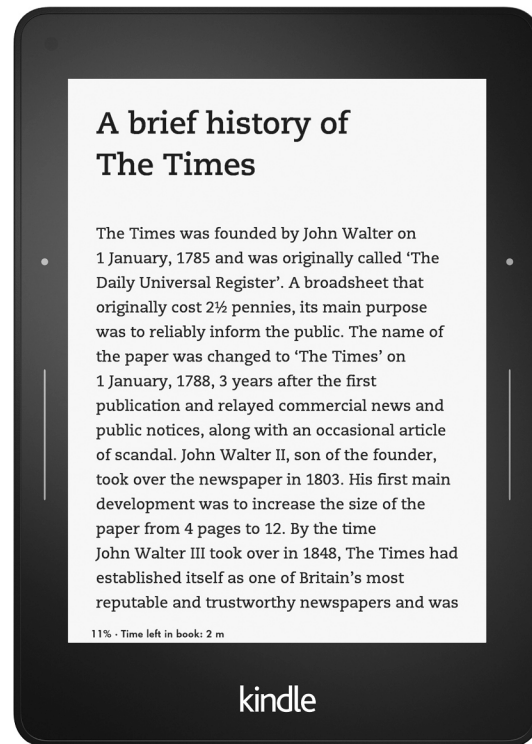 A brief history of
The Times
The Times was founded by John Walter on
1 January, 1785 and was originally called ‘The
Daily Universal Register’. A broadsheet that
originally cost 2½ pennies, its main purpose
was to reliably inform the public. The name of
the paper was changed to ‘The Times’ on
1 January, 1788, 3 years after the first
publication and relayed commercial news and
public notices, along with an occasional article
of scandal. John Walter II, son of the founder,
took over the newspaper in 1803. His first main
development was to increase the size of the
paper from 4 pages to 12. By the time
John Walter III took over in 1848, The Times had
established itself as one of Britain’s most
reputable and trustworthy newspapers and was
11% · Time left in book: 2 m
kindle